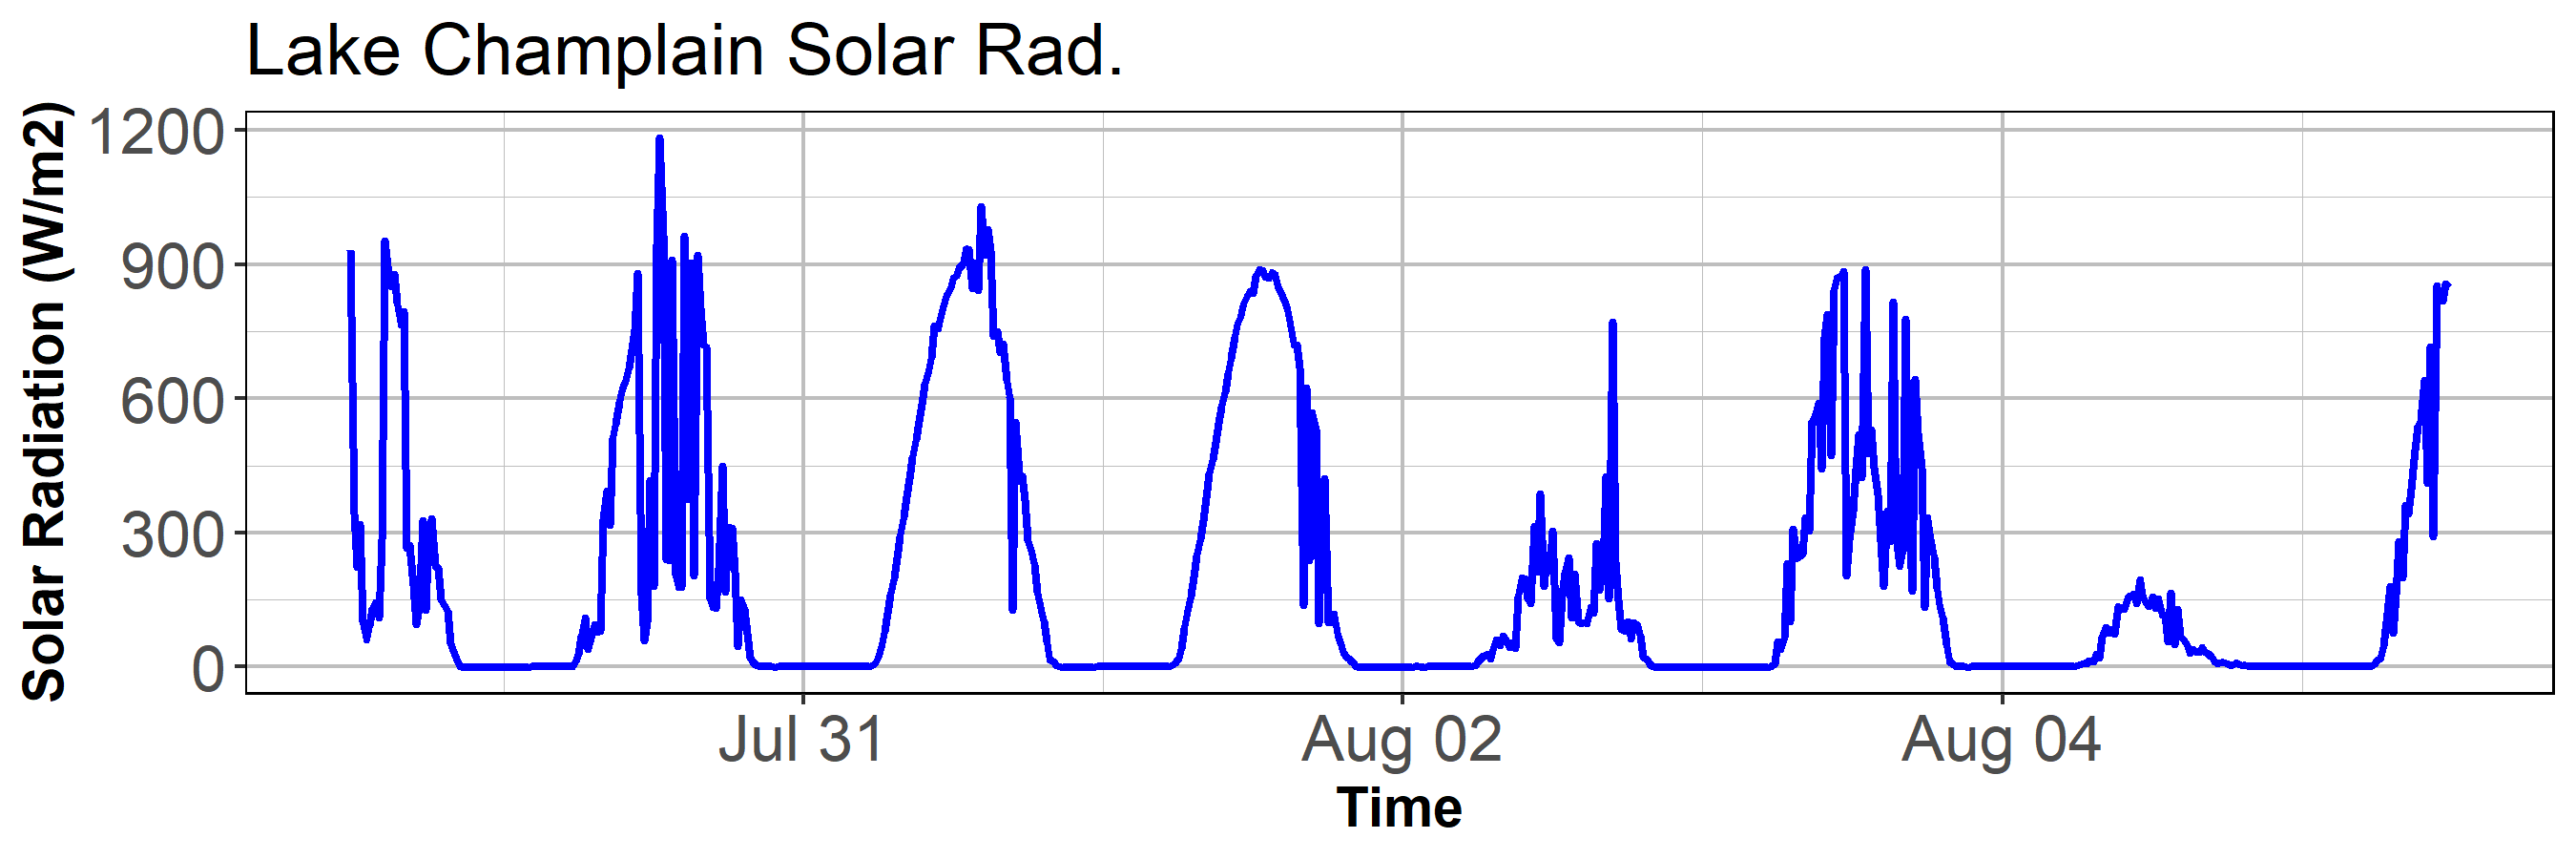 Lake Champlain Solar Rad.
Solar Radiation (W/m2)
1200
900
600
300
0
Jul 31
Aug 02
Aug 04
Time